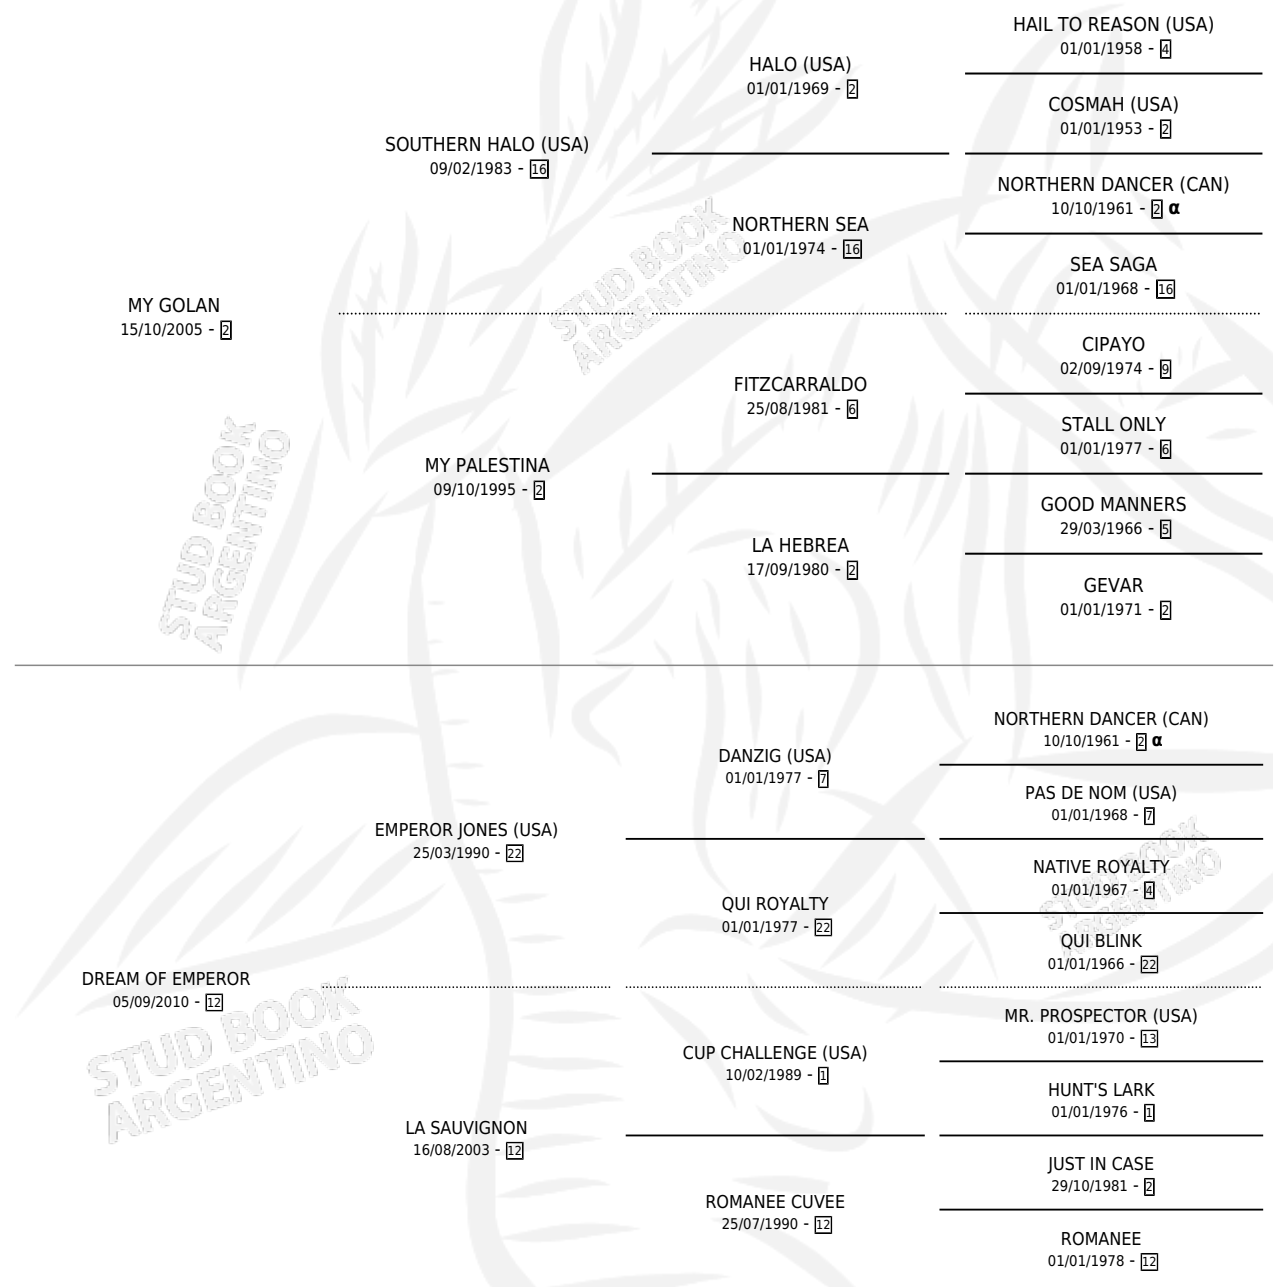 HAIL TO REASON (USA)
01/01/1958 - 4
HALO (USA)
01/01/1969 - 2
COSMAH (USA)
01/01/1953 - 2
SOUTHERN HALO (USA)
09/02/1983 - 16
NORTHERN DANCER (CAN)
10/10/1961 - 2 α
NORTHERN SEA
01/01/1974 - 16
SEA SAGA
01/01/1968 - 16
MY GOLAN
15/10/2005 - 2
CIPAYO
02/09/1974 - 9
FITZCARRALDO
25/08/1981 - 6
STALL ONLY
01/01/1977 - 6
MY PALESTINA
09/10/1995 - 2
GOOD MANNERS
29/03/1966 - 5
LA HEBREA
17/09/1980 - 2
GEVAR
01/01/1971 - 2
STUD BOOK
ARGENTINO
STUD BOOK
ARGENTINO
NORTHERN DANCER (CAN)
10/10/1961 - 2 α
DANZIG (USA)
01/01/1977 - 7
PAS DE NOM (USA)
01/01/1968 - 7
EMPEROR JONES (USA)
25/03/1990 - 22
NATIVE ROYALTY
01/01/1967 - 4
QUI ROYALTY
01/01/1977 - 22
QUI BLINK
01/01/1966 - 22
DREAM OF EMPEROR
05/09/2010 - 12
MR. PROSPECTOR (USA)
01/01/1970 - 13
CUP CHALLENGE (USA)
10/02/1989 - 1
HUNT'S LARK
01/01/1976 - 1
LA SAUVIGNON
16/08/2003 - 12
JUST IN CASE
29/10/1981 - 2
ROMANEE CUVEE
25/07/1990 - 12
ROMANEE
01/01/1978 - 12
STUD BOOK
ARGENTINO
STUD BOOK
ARGENTINO